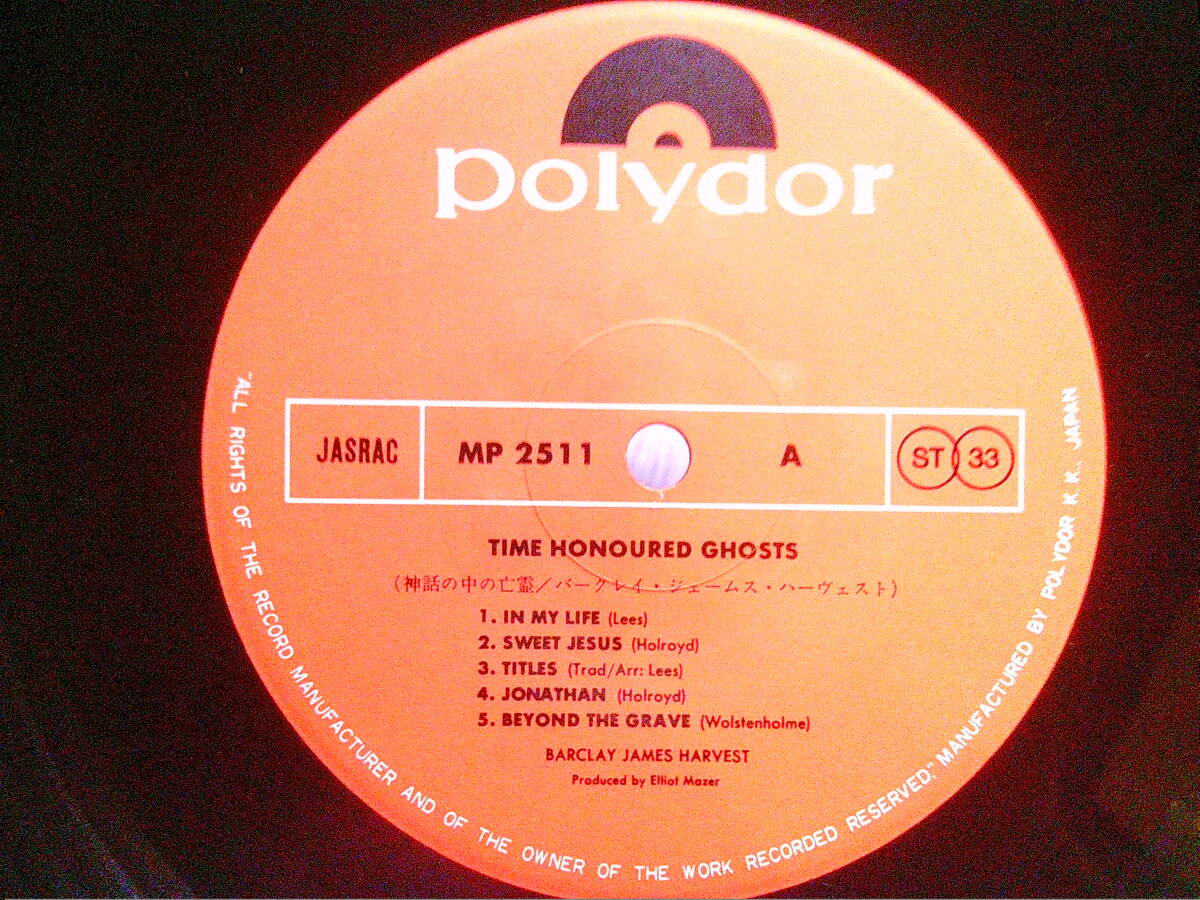 polydor
JASRAC
MP 2511
A
ST 33
TIME HONOURED GHOSTS
(神話の中の亡霊/バークレイ・ジェームス・ハーヴェスト)
1. IN MY LIFE (Lees)
2. SWEET JESUS (Holroyd)
3. TITLES (Trad/Arr: Lees)
4. JONATHAN (Holroyd)
5. BEYOND THE GRAVE (Wolstenholme)
BARCLAY JAMES HARVEST
Produced by Elliot Mazer
"ALL RIGHTS OF THE RECORD MANUFACTURER AND OF THE OWNER OF THE WORK RECORDED RESERVED," MANUFACTURED BY POLYDOR K.K., JAPAN